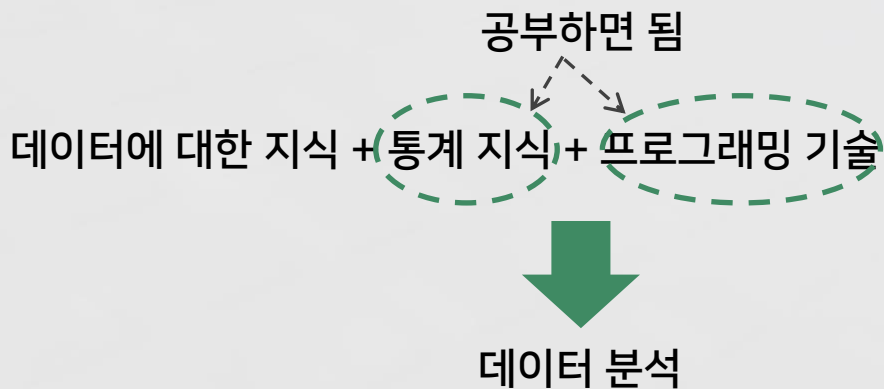 공부하면 됨
데이터에 대한 지식 + 통계 지식 + 프로그래밍 기술
데이터 분석